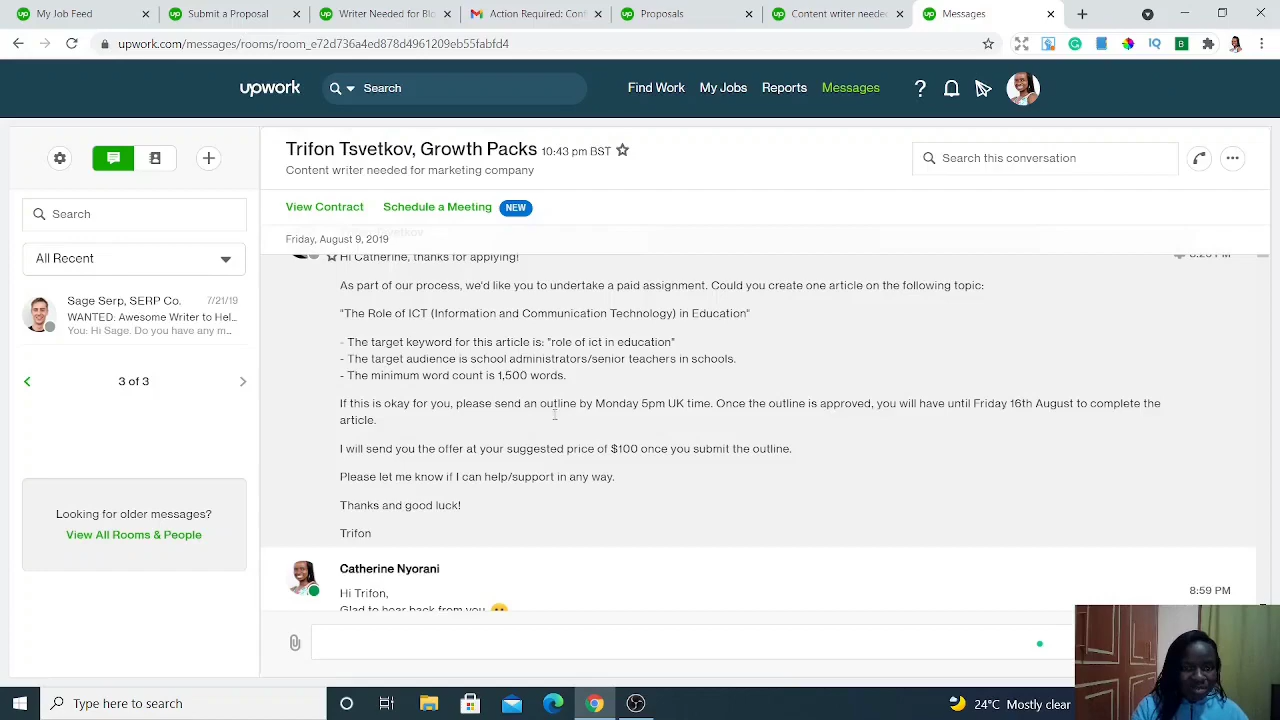 My Job Feed
Submit a Proposal
Writer Needed for Blo
Action Required: Conf
Proposals
Content writer neede
Messages
upwork
Search
Find Work
My Jobs
Reports
Messages
Trifon Tsvetkov, Growth Packs 10:43 pm BST
Content writer needed for marketing company
Search this conversation
View Contract
Schedule a Meeting
NEW
Friday, August 9, 2019
Search
All Recent
Sage Serp, SERP Co. 7/21/19
WANTED. Awesome Writer to Hel...
You: Hi Sage. Do you have any m...
3 of 3
Looking for older messages?
View All Rooms & People
Hi Catherine, thanks for applying!
As part of our process, we'd like you to undertake a paid assignment. Could you create one article on the following topic:
"The Role of ICT (Information and Communication Technology) in Education"
- The target keyword for this article is: "role of ict in education"
- The target audience is school administrators/senior teachers in schools.
- The minimum word count is 1,500 words.
If this is okay for you, please send an outline by Monday 5pm UK time. Once the outline is approved, you will have until Friday 16th August to complete the
article.
I will send you the offer at your suggested price of $100 once you submit the outline.
Please let me know if I can help/support in any way.
Thanks and good luck!
Trifon
Catherine Nyorani
8:59 PM
Hi Trifon,
Glad to hear back from you
Type here to search
24°C Mostly clear